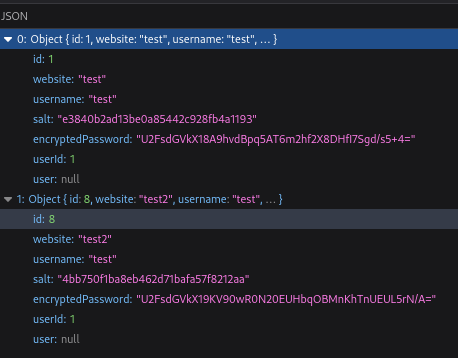 JSON
0: Object { id: 1, website: "test", username: "test", … }
id: 1
website: "test"
username: "test"
salt: "e3840b2ad13be0a85442c928fb4a1193"
encryptedPassword: "U2FsdGVkX18A9hvdBpq5AT6m2hf2X8DHfI7Sgd/s5+4="
userId: 1
user: null
1: Object { id: 8, website: "test2", username: "test", … }
id: 8
website: "test2"
username: "test"
salt: "4bb750f1ba8eb462d71bafa57f8212aa"
encryptedPassword: "U2FsdGVkX19KV90wR0N20EUHbqOBMnKhTnUEUL5rN/A="
userId: 1
user: null